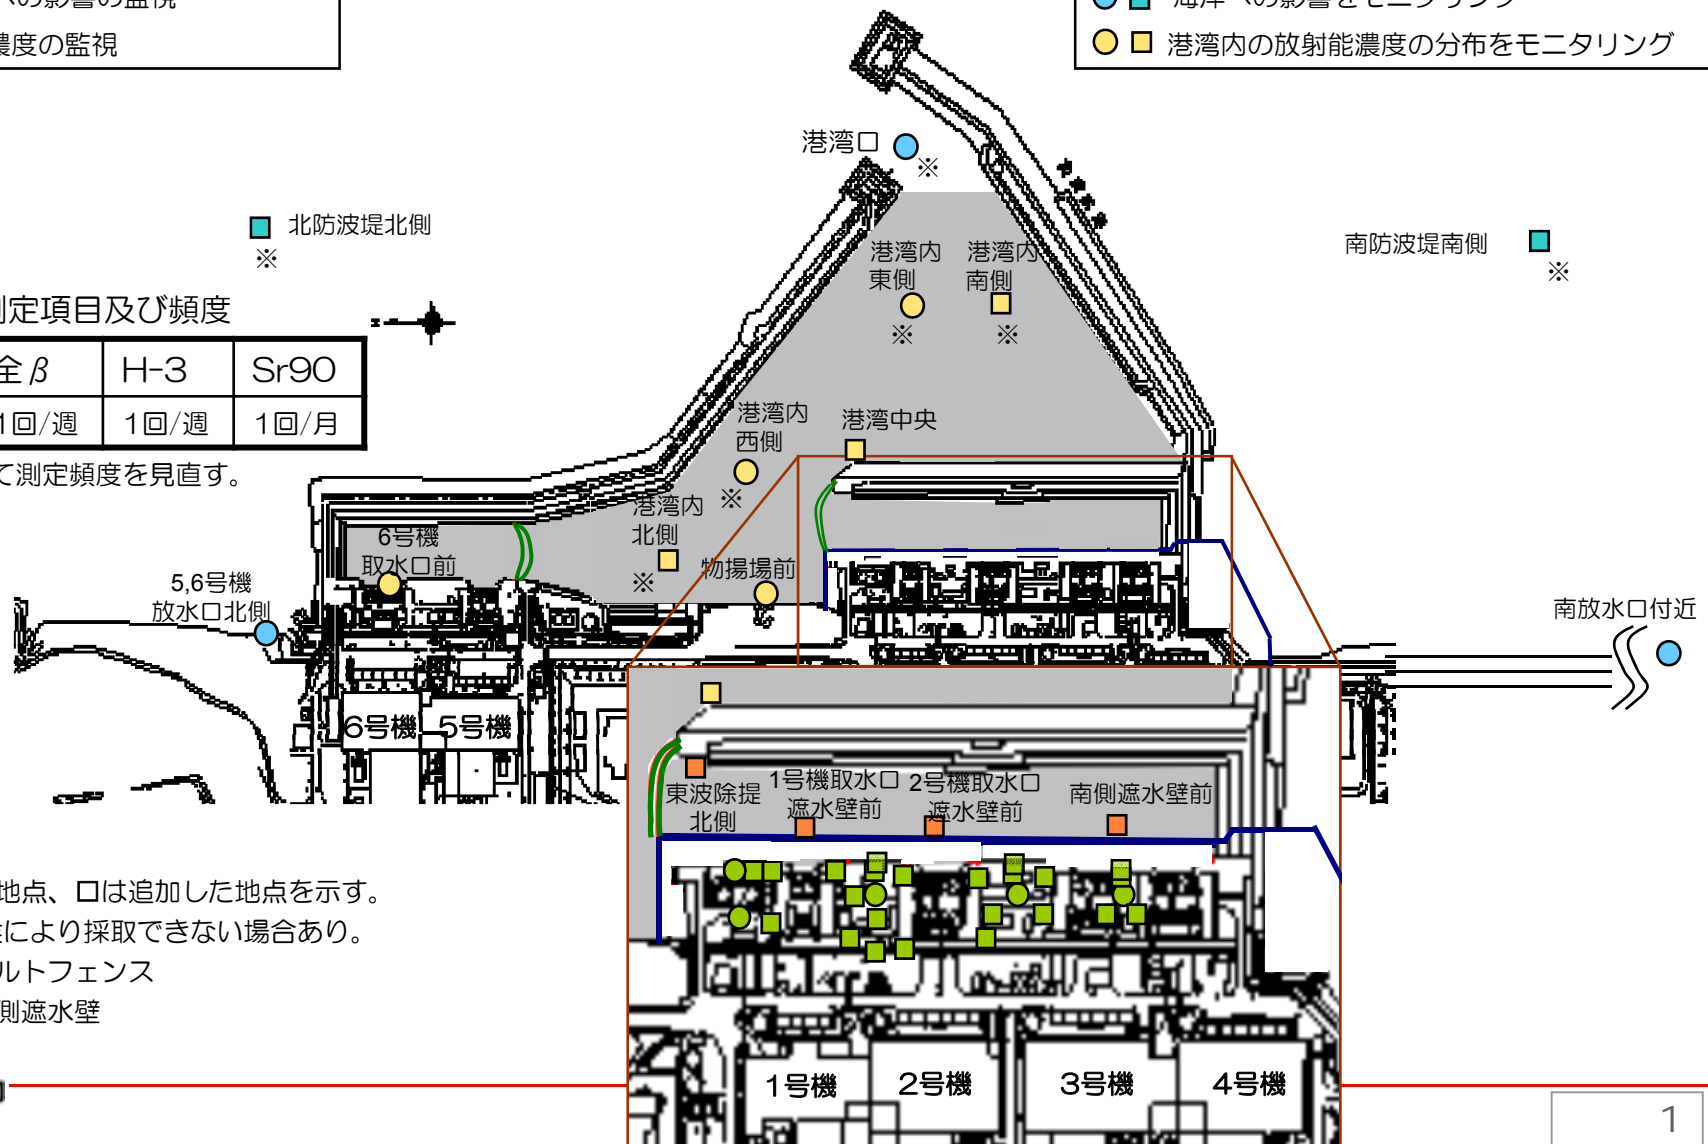 の影響の監視
濃度の監視
海洋への影響をモニタリング
港湾内の放射能濃度の分布をモニタリング
港湾口
※
北防波堤北側
※
南防波堤南側
※
港湾内
東側
※
港湾内
南側
※
測定項目及び頻度
全β H-3 Sr90
1回/週 1回/週 1回/月
て測定頻度を見直す。
港湾内
西側
※
港湾中央
港湾内
北側
※
6号機
取水口前
物揚場前
5,6号機
放水口北側
南放水口付近
6号機 5号機
東波除堤
北側
1号機取水口
遮水壁前
2号機取水口
遮水壁前
南側遮水壁前
地点、□は追加した地点を示す。
により採取できない場合あり。
ルトフェンス
側遮水壁
1号機 2号機 3号機 4号機
1